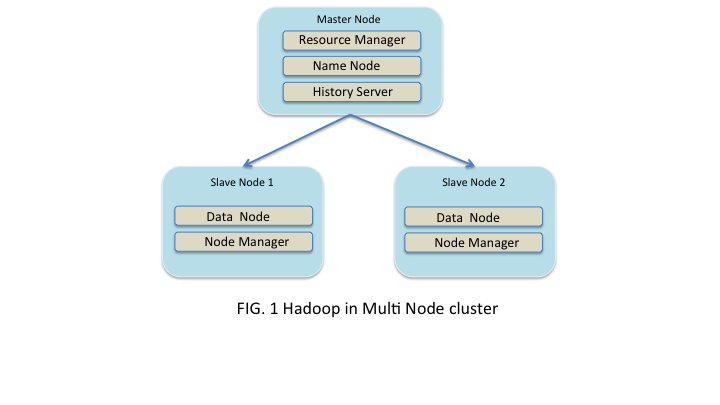 Master Node
Resource Manager
Name Node
History Server
Slave Node 1
Data Node
Node Manager
Slave Node 2
Data Node
Node Manager
FIG. 1 Hadoop in Multi Node cluster